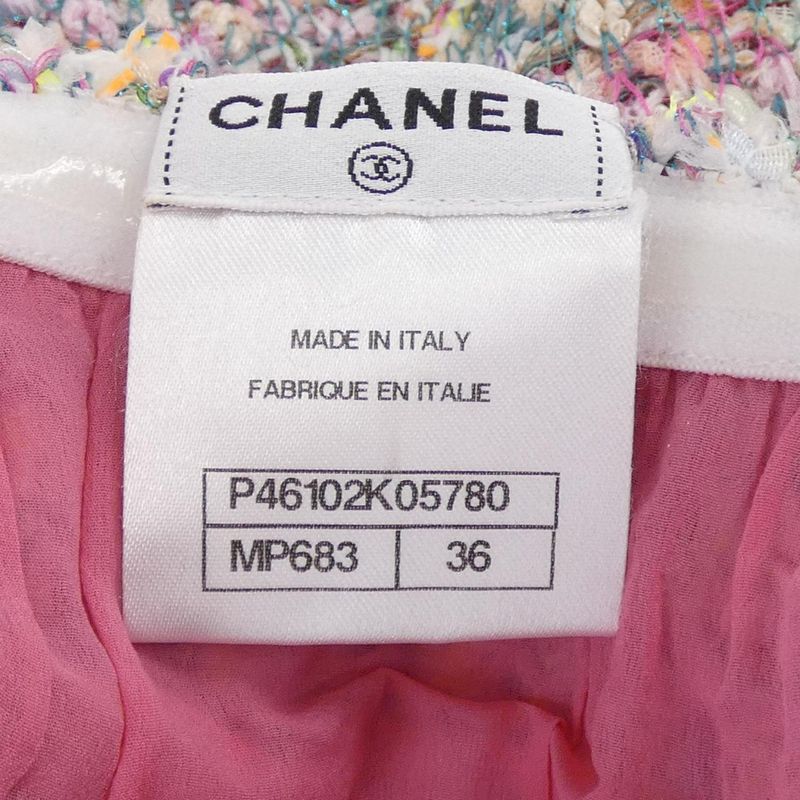 CHANEL
MADE IN ITALY
FABRIQUE EN ITALIE
P46102K05780
MP683 36